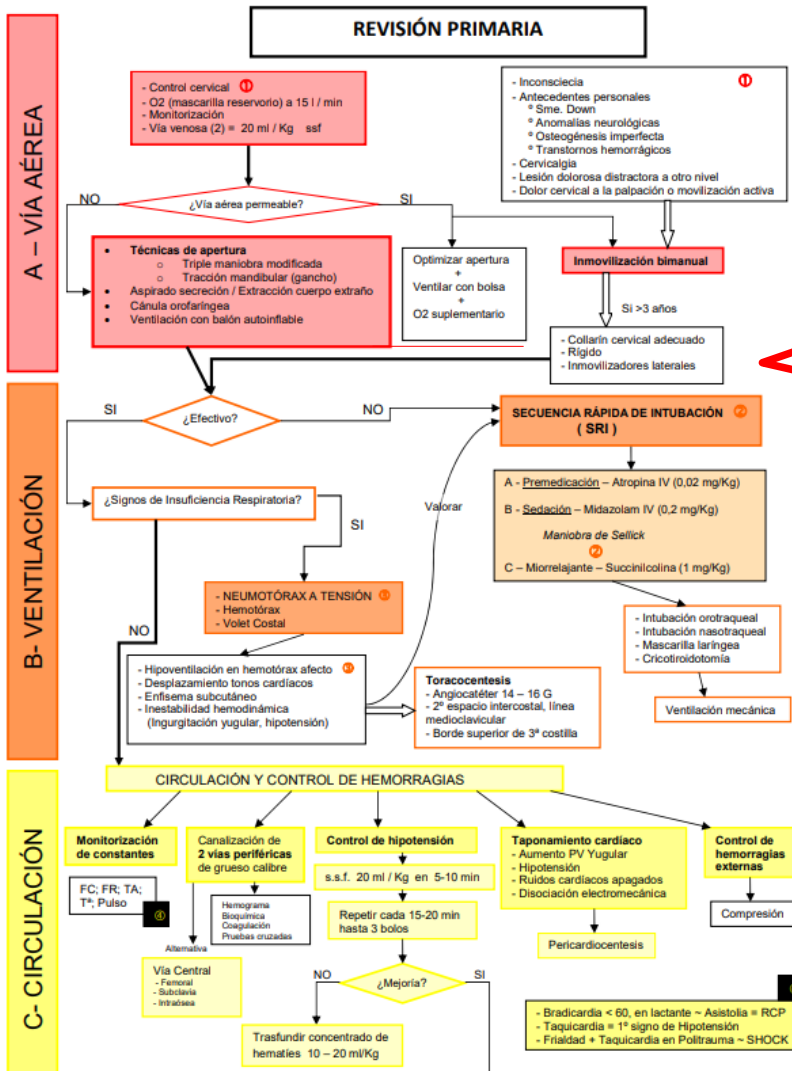 REVISIÓN PRIMARIA
A – VÍA AÉREA
- Control cervical ①
- O2 (mascarilla reservorio) a 15 l / min
- Monitorización
- Vía venosa (2) = 20 ml / Kg ssf
- Insconsciecia ①
- Antecedentes personales
º Sme. Down
º Anomalías neurológicas
º Osteogénesis imperfecta
º Transtornos hemorrágicos
- Cervicalgia
- Lesión dolorosa distractora a otro nivel
- Dolor cervical a la palpación o movilización activa
NO
¿Vía aérea permeable?
SI
• Técnicas de apertura
o Triple maniobra modificada
o Tracción mandibular (gancho)
• Aspirado secreción / Extracción cuerpo extraño
• Cánula orofaríngea
• Ventilación con balón autoinflable
Optimizar apertura
+
Ventilar con bolsa
+
O2 suplementario
Inmovilización bimanual
Si >3 años
- Collarín cervical adecuado
- Rígido
- Inmovilizadores laterales
B- VENTILACIÓN
SI
¿Efectivo?
NO
SECUENCIA RÁPIDA DE INTUBACIÓN ②
( SRI )
¿Signos de Insuficiencia Respiratoria?
SI
Valorar
A - Premedicación – Atropina IV (0,02 mg/Kg)
B - Sedación – Midazolam IV (0,2 mg/Kg)
Maniobra de Sellick
②
C – Miorrelajante – Succinilcolina (1 mg/Kg)
NO
- NEUMOTÓRAX A TENSIÓN ③
- Hemotórax
- Volet Costal
- Intubación orotraqueal
- Intubación nasotraqueal
- Mascarilla laríngea
- Cricotiroidotomía
- Hipoventilación en hemotórax afecto ③
- Desplazamiento tonos cardíacos
- Enfisema subcutáneo
- Inestabilidad hemodinámica
(Ingurgitación yugular, hipotensión)
Toracocentesis
- Angiocatéter 14 – 16 G
- 2º espacio intercostal, línea
medioclavicular
- Borde superior de 3ª costilla
Ventilación mecánica
C- CIRCULACIÓN
CIRCULACIÓN Y CONTROL DE HEMORRAGIAS
Monitorización
de constantes
Canalización de
2 vías periféricas
de grueso calibre
Control de hipotensión
Taponamiento cardíaco
- Aumento PV Yugular
- Hipotensión
- Ruidos cardíacos apagados
- Disociación electromecánica
Control de
hemorragias
externas
FC; FR; TA;
Tª; Pulso
④
Hemograma
Bioquímica
Coagulación
Pruebas cruzadas
s.s.f. 20 ml / Kg en 5-10 min
Repetir cada 15-20 min
hasta 3 bolos
Compresión
Alternativa
Pericardiocentesis
Vía Central
- Femoral
- Subclavia
- Intraósea
NO
¿Mejoría?
SI
Trasfundir concentrado de
hematíes 10 – 20 ml/Kg
- Bradicardia < 60, en lactante ~ Asistolia = RCP
- Taquicardia = 1º signo de Hipotensión
- Frialdad + Taquicardia en Politrauma ~ SHOCK